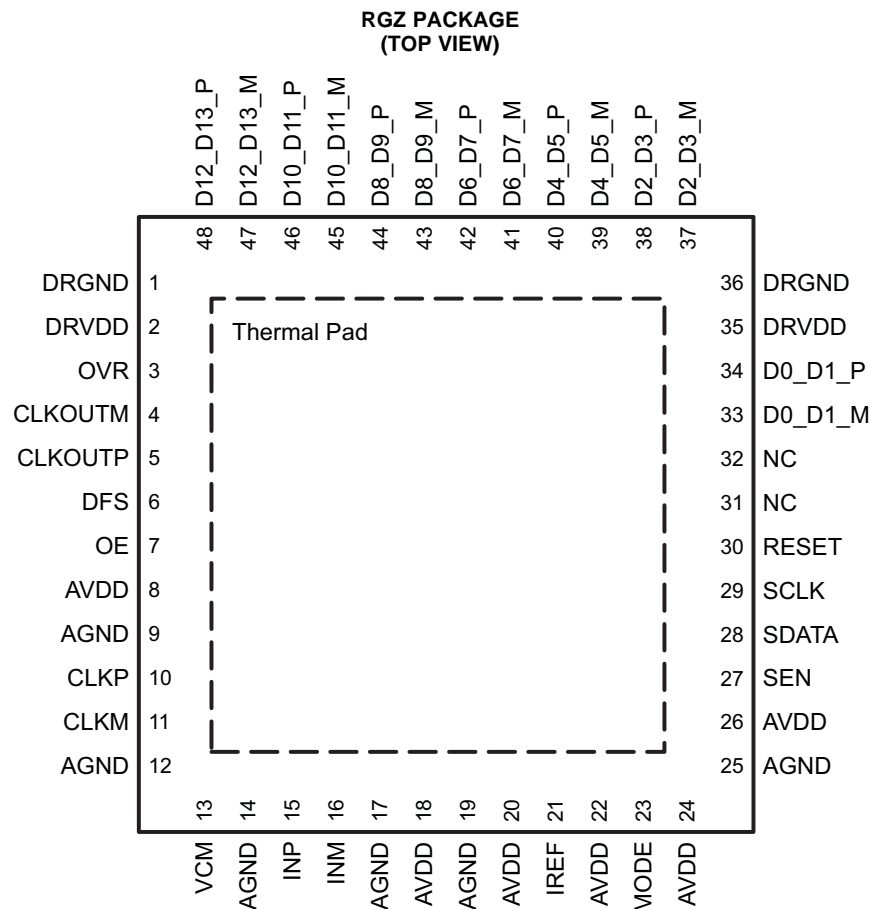 RGZ PACKAGE
(TOP VIEW)
D12_D13_P
D12_D13_M
D10_D11_P
D10_D11_M
D8_D9_P
D8_D9_M
D6_D7_P
D6_D7_M
D4_D5_P
D4_D5_M
D2_D3_P
D2_D3_M
48 47 46 45 44 43 42 41 40 39 38 37
DRGND 1
DRVDD 2
OVR 3
CLKOUTM 4
CLKOUTP 5
DFS 6
OE 7
AVDD 8
AGND 9
CLKP 10
CLKM 11
AGND 12
Thermal Pad
36 DRGND
35 DRVDD
34 D0_D1_P
33 D0_D1_M
32 NC
31 NC
30 RESET
29 SCLK
28 SDATA
27 SEN
26 AVDD
25 AGND
13 14 15 16 17 18 19 20 21 22 23 24
VCM
AGND
INP
INM
AGND
AVDD
AGND
AVDD
IREF
AVDD
MODE
AVDD